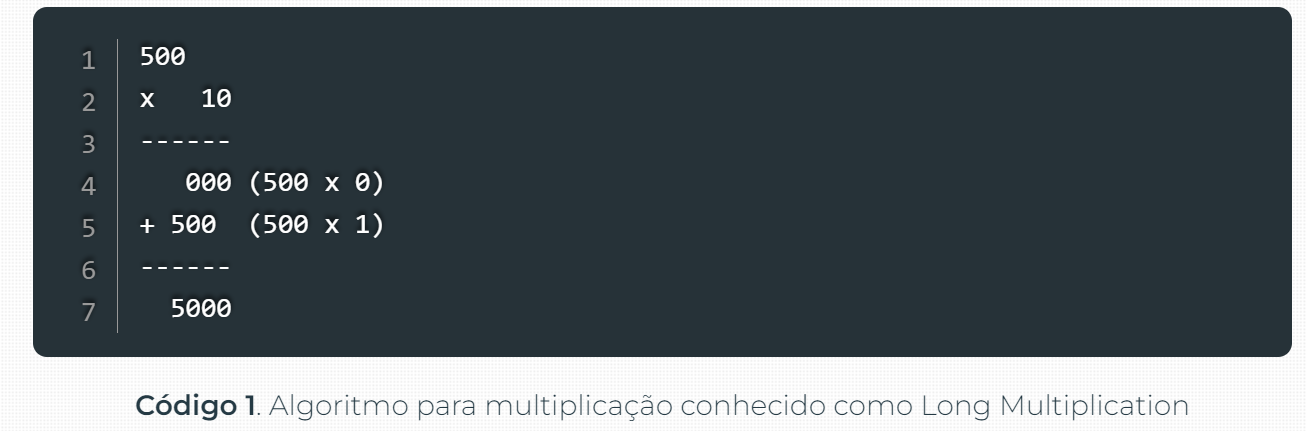 1 500
2 x   10
3 ------
4    000 (500 x 0)
5 + 500  (500 x 1)
6 ------
7   5000
Código 1. Algoritmo para multiplicação conhecido como Long Multiplication